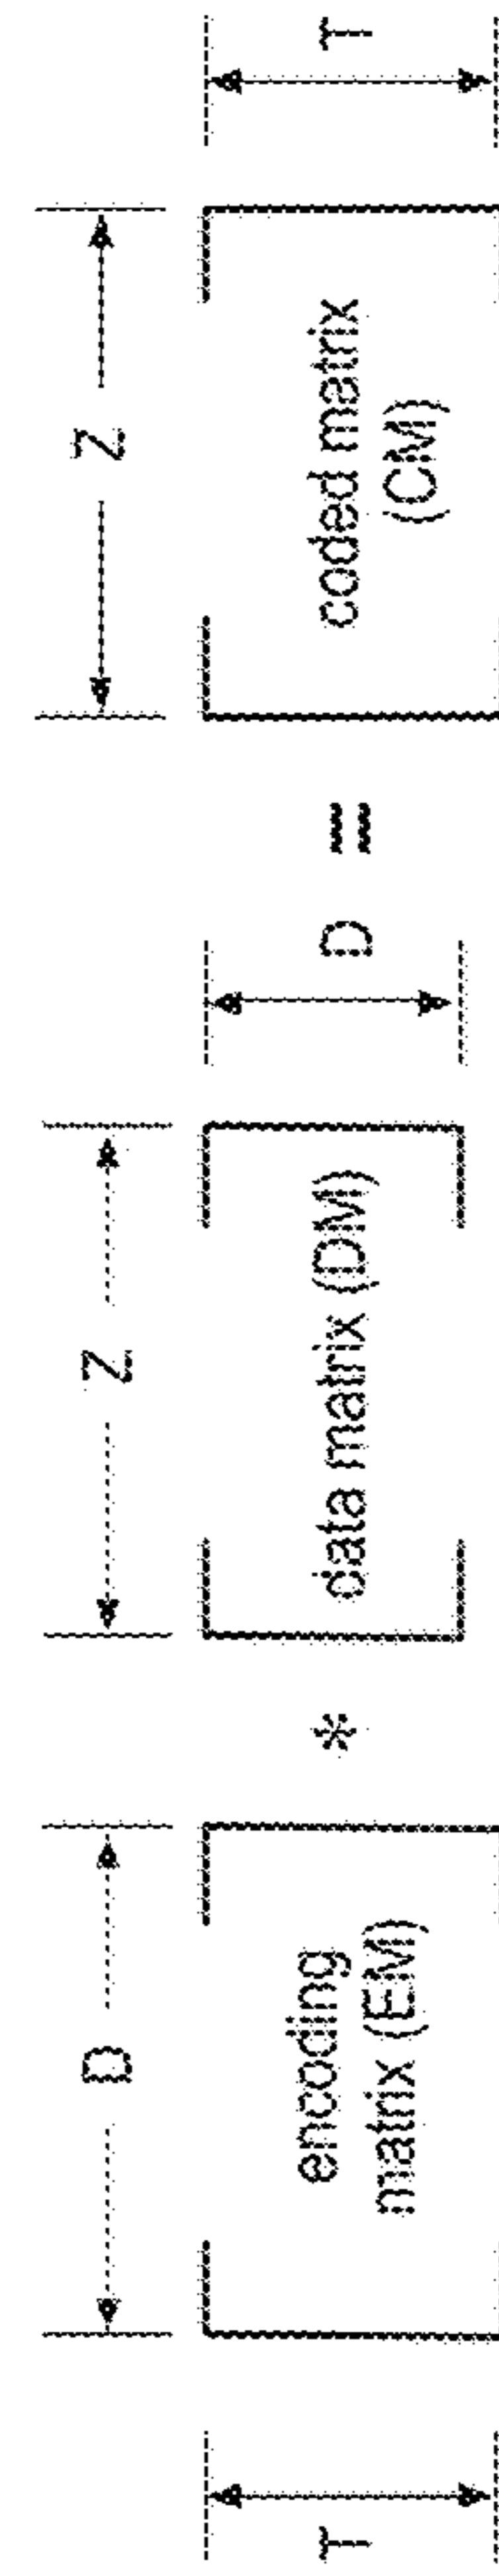 T
D
encoding
matrix (EM)
*
Z
data matrix (DM)
D
=
Z
coded matrix
(CM)
T